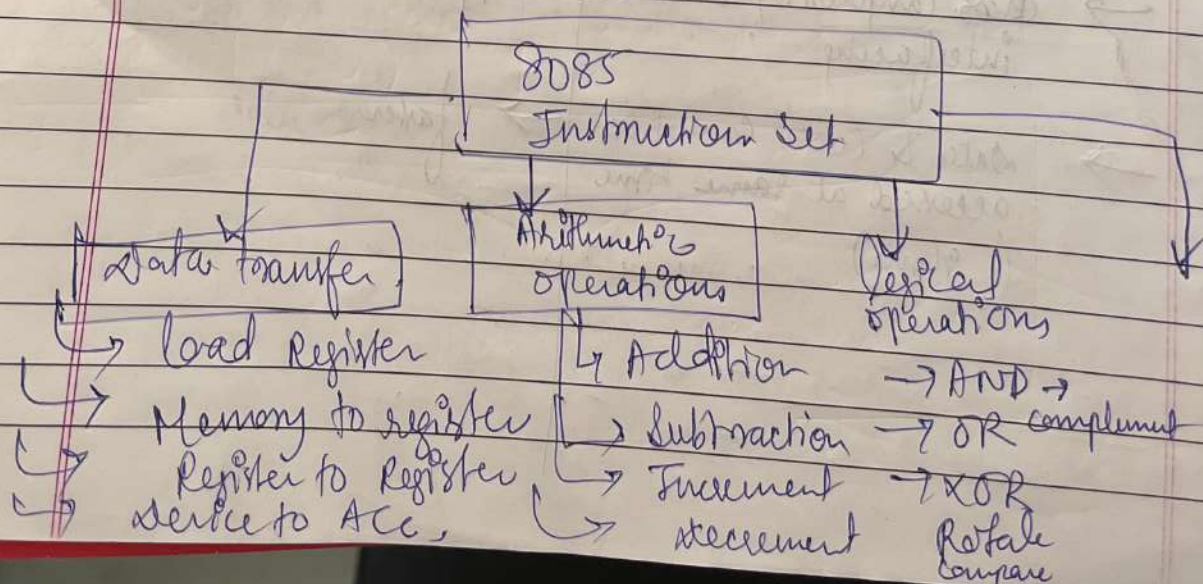 8085
Instruction Set
Data transfer
Load Register
Memory to register
Register to Register
Device to Acc.
Arithmetic
operations
Addition
Subtraction
Increment
decrement
Logical
operations
→ AND →
complement
→ OR
→ XOR
Rotate
Compare
interfacing